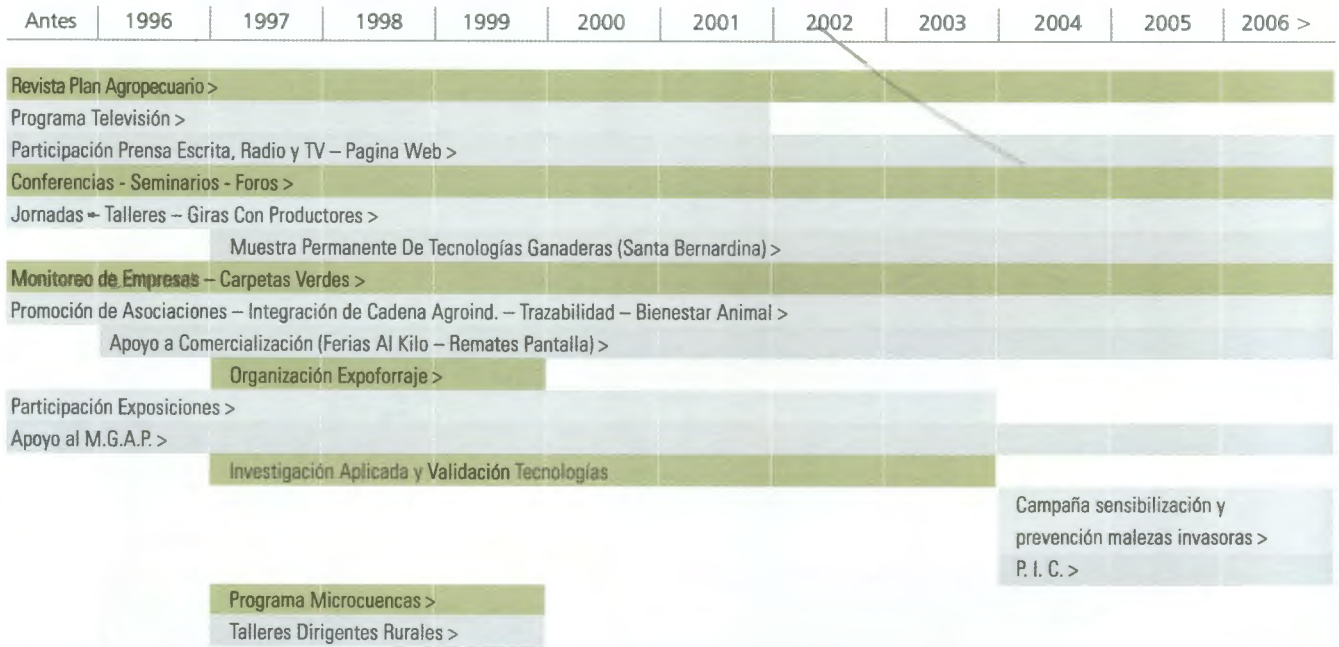 Antes 1996 1997 1998 1999 2000 2001 2002 2003 2004 2005 2006 >
Revista Plan Agropecuario >
Programa Televisión >
Participación Prensa Escrita, Radio y TV – Pagina Web >
Conferencias - Seminarios - Foros >
Jornadas – Talleres – Giras Con Productores >
Muestra Permanente De Tecnologías Ganaderas (Santa Bernardina) >
Monitoreo de Empresas – Carpetas Verdes >
Promoción de Asociaciones – Integración de Cadena Agroind. – Trazabilidad – Bienestar Animal >
Apoyo a Comercialización (Ferias Al Kilo – Remates Pantalla) >
Organización Expoforraje >
Participación Exposiciones >
Apoyo al M.G.A.P. >
Investigación Aplicada y Validación Tecnologías
Campaña sensibilización y
prevención malezas invasoras >
P. I. C. >
Programa Microcuencas >
Talleres Dirigentes Rurales >